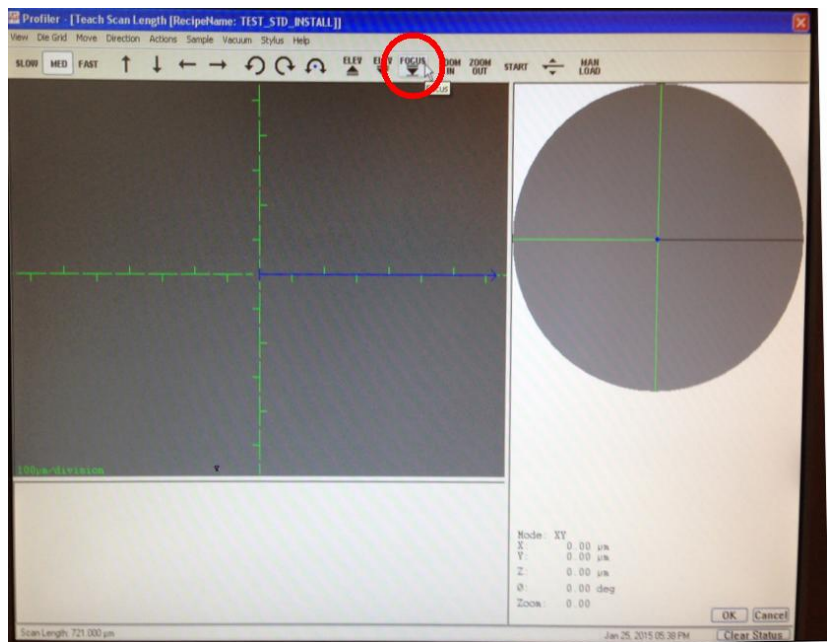 Profiler - [Teach Scan Length [RecipeName: TEST_STD_INSTALL]]
View Die Grid Move Direction Actions Sample Vacuum Stylus Help
SLOW MED FAST ELEV FOCUS ZOOM IN ZOOM OUT START MAN LOAD
100µm/division
Mode: XY
X: 0.00 µm
Y: 0.00 µm
Z: 0.00 µm
Ø: 0.00 deg
Zoom: 0.00
OK Cancel
Scan Length: 721.000 µm Jan 25, 2015 05:38 PM Clear Status